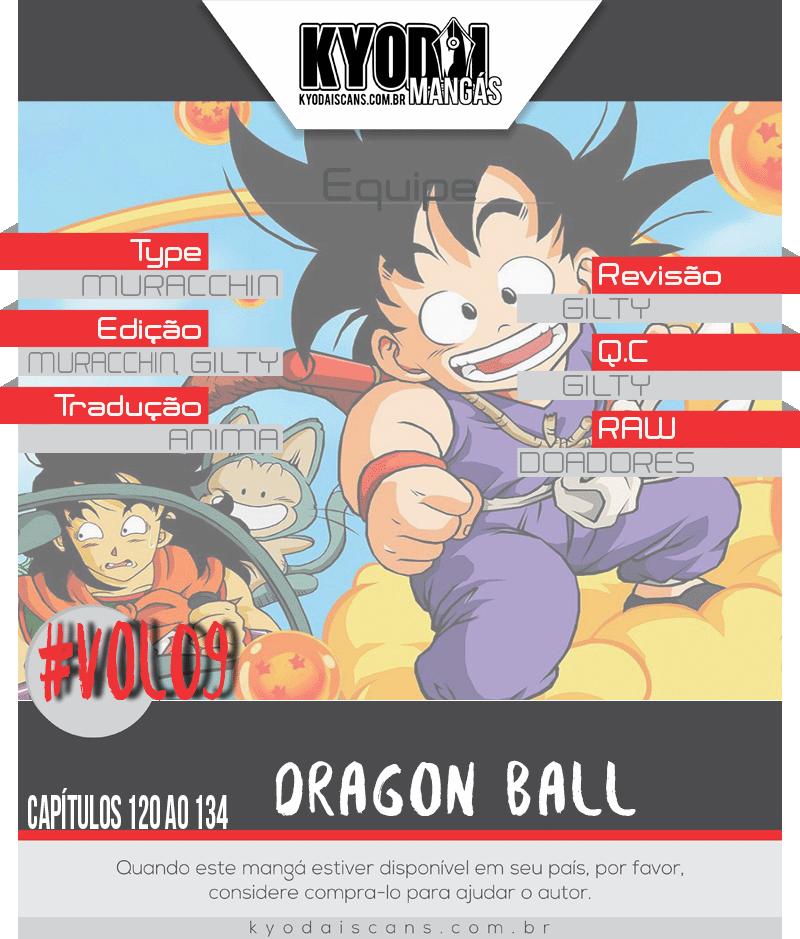 KYODAI
KYODAISCANS.COM.BR MANGÁS
Equipe
Type
MURACCHIN
Edição
MURACCHIN, GILTY
Tradução
ANIMA
Revisão
GILTY
Q.C
GILTY
RAW
DOADORES
#VOL09
DRAGON BALL
CAPÍTULOS 120 AO 134
Quando este mangá estiver disponível em seu país, por favor,
considere compra-lo para ajudar o autor.
kyodaiscans.com.br